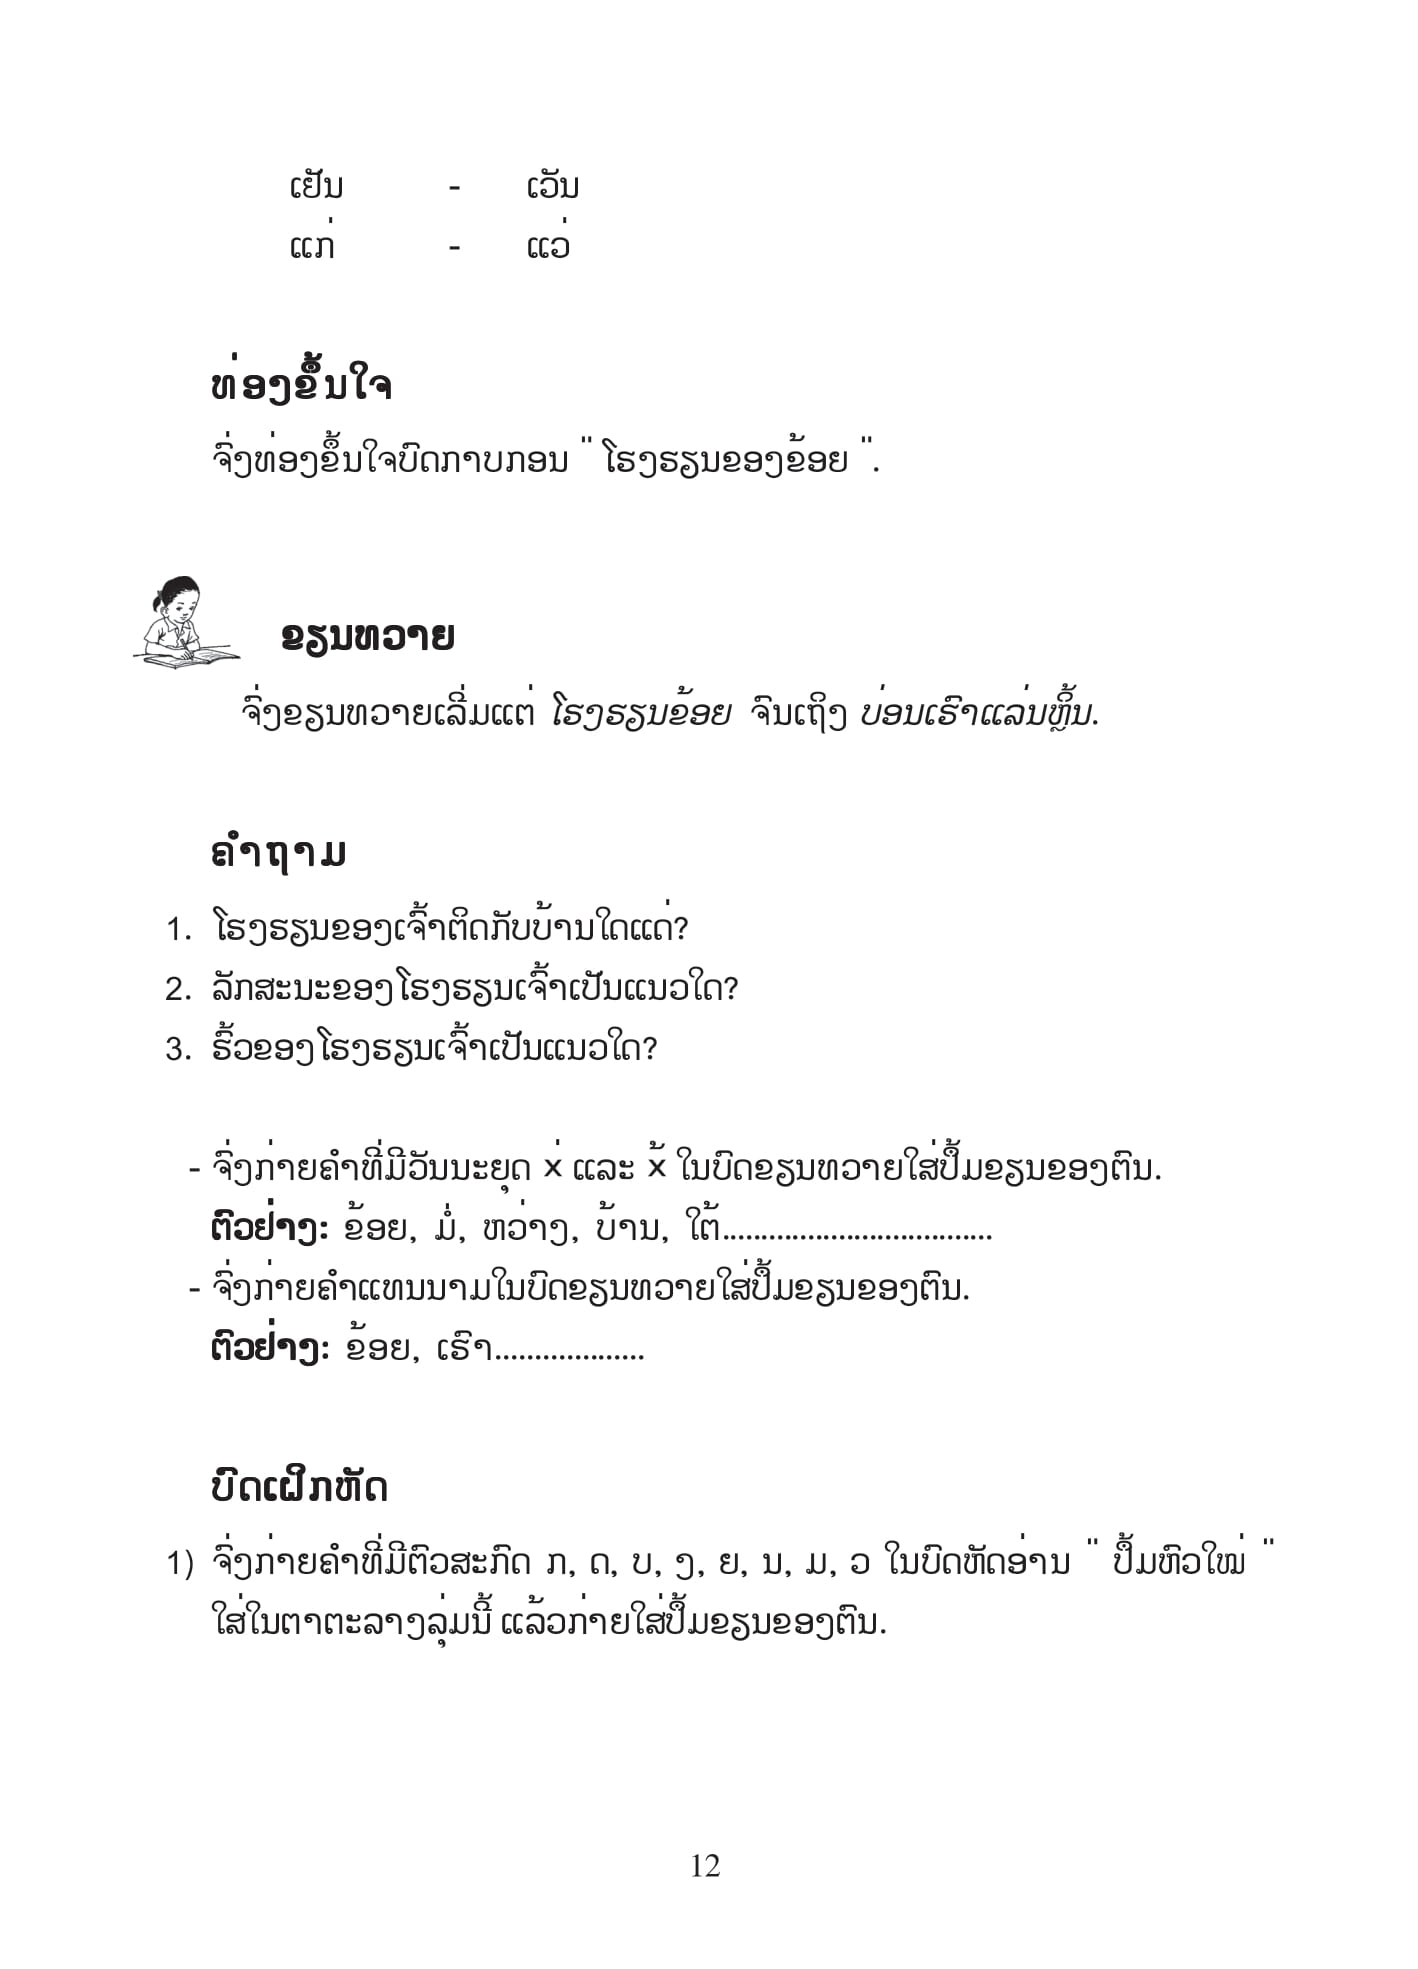 ເຢັນ - ເວັນ
ແກ່ - ແວ່
ທ່ອງຂຶ້ນໃຈ
ຈົ່ງທ່ອງຂຶ້ນໃຈບົດກາບກອນ " ໂຮງຮຽນຂອງຂ້ອຍ ".
ຂຽນທວາຍ
ຈົ່ງຂຽນທວາຍເລີ່ມແຕ່ ໂຮງຮຽນຂ້ອຍ ຈົນເຖິງ ບ່ອນເຮົາແລ່ນຫຼິ້ນ.
ຄຳຖາມ
1. ໂຮງຮຽນຂອງເຈົ້າຕິດກັບບ້ານໃດແດ່?
2. ລັກສະນະຂອງໂຮງຮຽນເຈົ້າເປັນແນວໃດ?
3. ຮົ້ວຂອງໂຮງຮຽນເຈົ້າເປັນແນວໃດ?
- ຈົ່ງກ່າຍຄຳທີ່ມີວັນນະຍຸດ x່ ແລະ x້ ໃນບົດຂຽນທວາຍໃສ່ປຶ້ມຂຽນຂອງຕົນ.
ຕົວຢ່າງ: ຂ້ອຍ, ມໍ່, ຫວ່າງ, ບ້ານ, ໃຕ້..................................
- ຈົ່ງກ່າຍຄຳແທນນາມໃນບົດຂຽນທວາຍໃສ່ປຶ້ມຂຽນຂອງຕົນ.
ຕົວຢ່າງ: ຂ້ອຍ, ເຮົາ...................
ບົດເຝິກຫັດ
1) ຈົ່ງກ່າຍຄຳທີ່ມີຕົວສະກົດ ກ, ດ, ບ, ງ, ຍ, ນ, ມ, ວ ໃນບົດຫັດອ່ານ " ປຶ້ມຫົວໃໝ່ "
ໃສ່ໃນຕາຕະລາງລຸ່ມນີ້ ແລ້ວກ່າຍໃສ່ປຶ້ມຂຽນຂອງຕົນ.
12